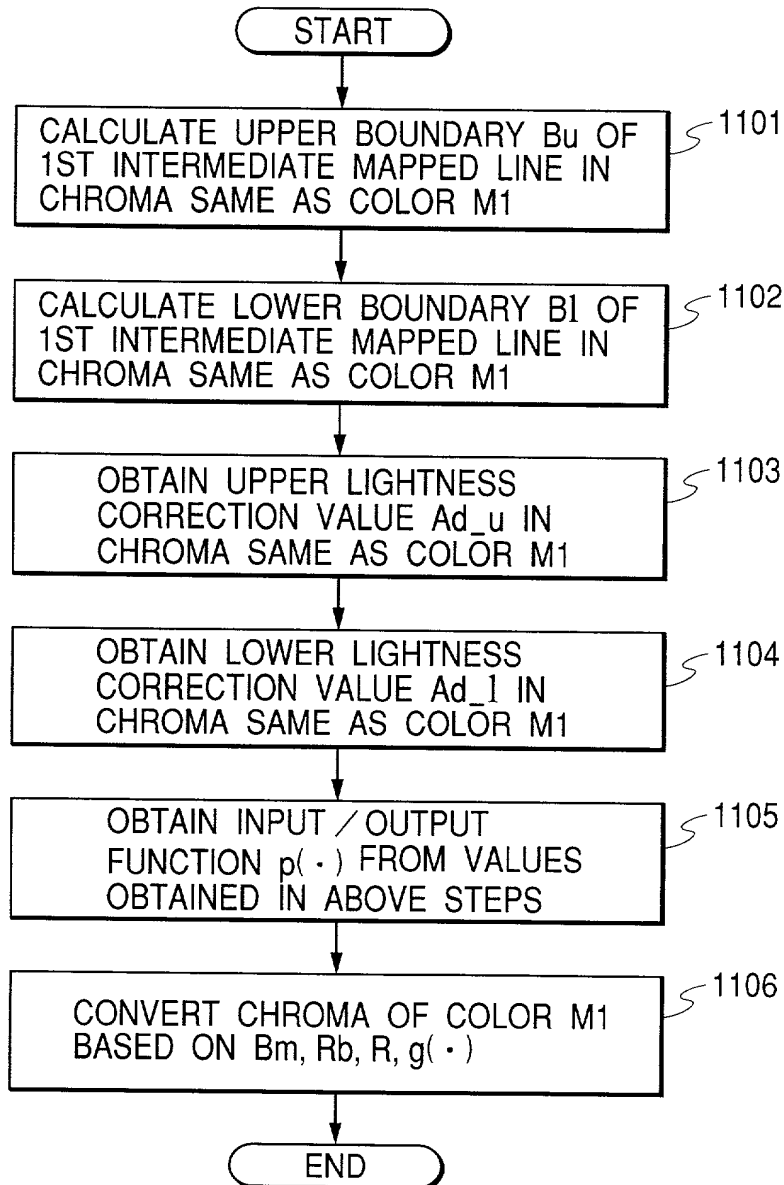 START
CALCULATE UPPER BOUNDARY Bu OF
1ST INTERMEDIATE MAPPED LINE IN
CHROMA SAME AS COLOR M1
1101
CALCULATE LOWER BOUNDARY Bl OF
1ST INTERMEDIATE MAPPED LINE IN
CHROMA SAME AS COLOR M1
1102
OBTAIN UPPER LIGHTNESS
CORRECTION VALUE Ad_u IN
CHROMA SAME AS COLOR M1
1103
OBTAIN LOWER LIGHTNESS
CORRECTION VALUE Ad_l IN
CHROMA SAME AS COLOR M1
1104
OBTAIN INPUT/OUTPUT
FUNCTION p(·) FROM VALUES
OBTAINED IN ABOVE STEPS
1105
CONVERT CHROMA OF COLOR M1
BASED ON Bm, Rb, R, g(·)
1106
END